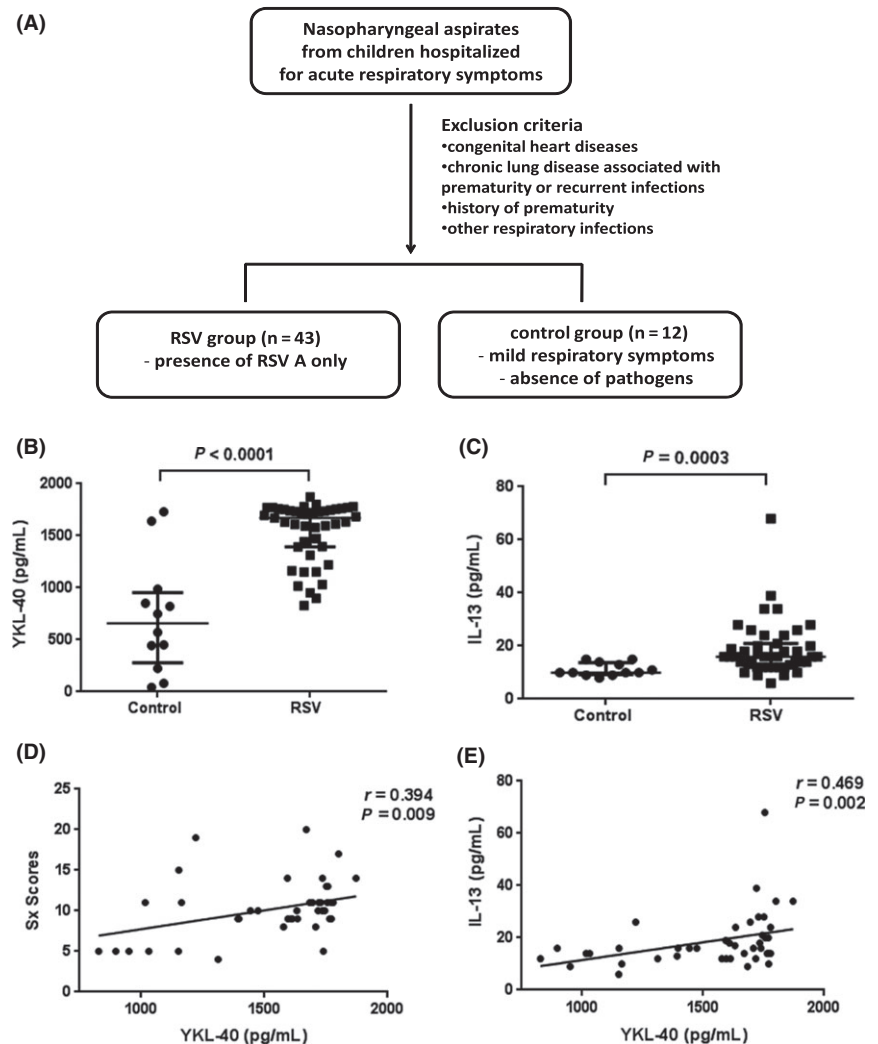 (A)
Nasopharyngeal aspirates
from children hospitalized
for acute respiratory symptoms
Exclusion criteria
•congenital heart diseases
•chronic lung disease associated with
prematurity or recurrent infections
•history of prematurity
•other respiratory infections
RSV group (n = 43)
- presence of RSV A only
control group (n = 12)
- mild respiratory symptoms
- absence of pathogens
(B)
P < 0.0001
YKL-40 (pg/mL)
2000
1500
1000
500
0
Control
RSV
(C)
P = 0.0003
IL-13 (pg/mL)
80
60
40
20
0
Control
RSV
(D)
r = 0.394
P = 0.009
Sx Scores
25
20
15
10
5
0
1000
1500
2000
YKL-40 (pg/mL)
(E)
r = 0.469
P = 0.002
IL-13 (pg/mL)
80
60
40
20
0
1000
1500
2000
YKL-40 (pg/mL)